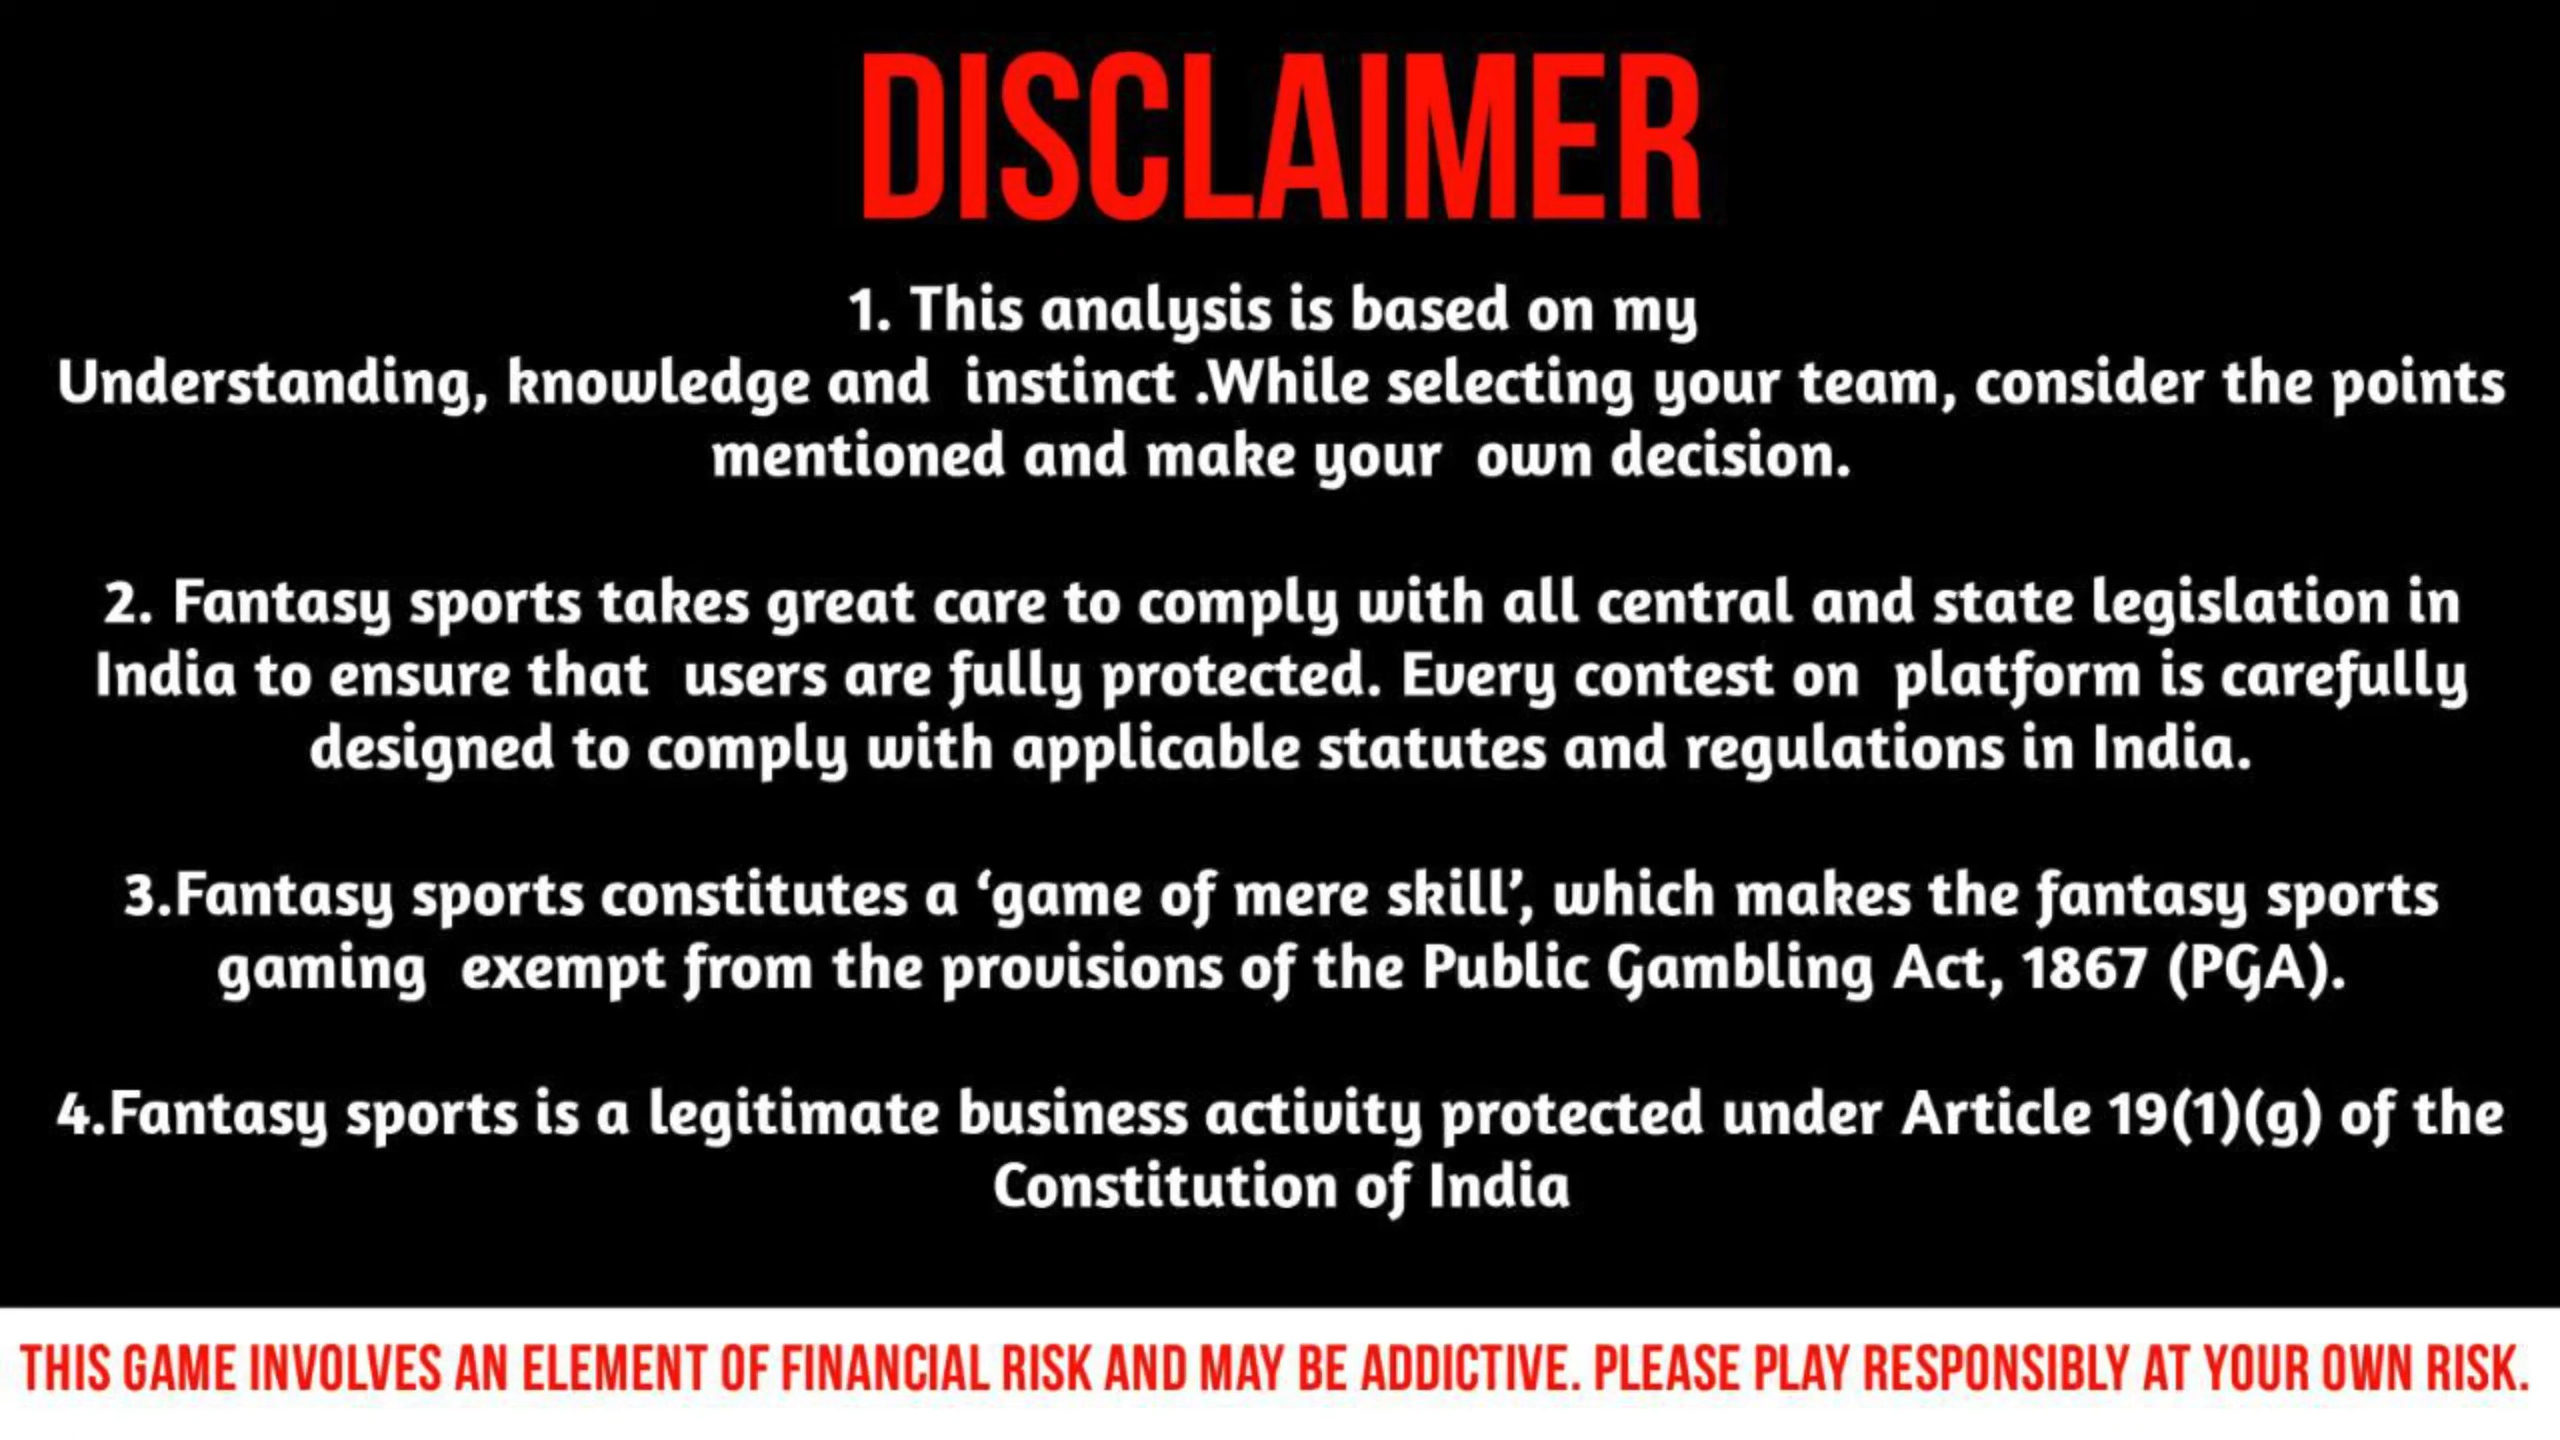 DISCLAIMER
1. This analysis is based on my
Understanding, knowledge and  instinct .While selecting your team, consider the points
mentioned and make your  own decision.
2. Fantasy sports takes great care to comply with all central and state legislation in
India to ensure that  users are fully protected. Every contest on  platform is carefully
designed to comply with applicable statutes and regulations in India.
3.Fantasy sports constitutes a ‘game of mere skill’, which makes the fantasy sports
gaming  exempt from the provisions of the Public Gambling Act, 1867 (PGA).
4.Fantasy sports is a legitimate business activity protected under Article 19(1)(g) of the
Constitution of India
THIS GAME INVOLVES AN ELEMENT OF FINANCIAL RISK AND MAY BE ADDICTIVE. PLEASE PLAY RESPONSIBLY AT YOUR OWN RISK.